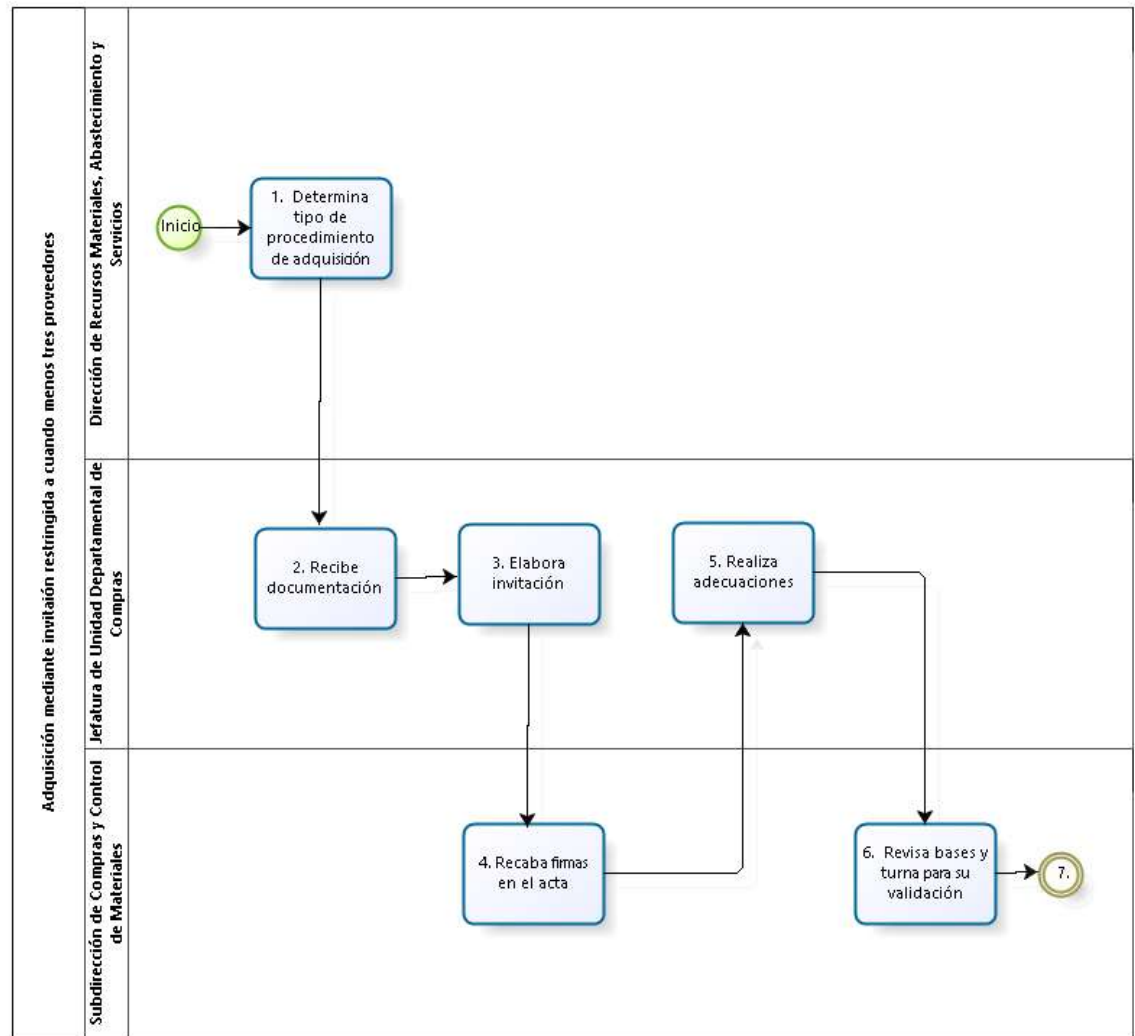 Adquisición mediante invitaión restringida a cuando menos tres proveedores
Dirección de Recursos Materiales, Abastecimiento y
Servicios
Inicio
1. Determina
tipo de
procedimiento
de adquisición
Jefatura de Unidad Departamental de
Compras
2. Recibe
documentación
3. Elabora
invitación
5. Realiza
adecuaciones
Subdirección de Compras y Control
de Materiales
4. Recaba firmas
en el acta
6. Revisa bases y
turna para su
validación
7.